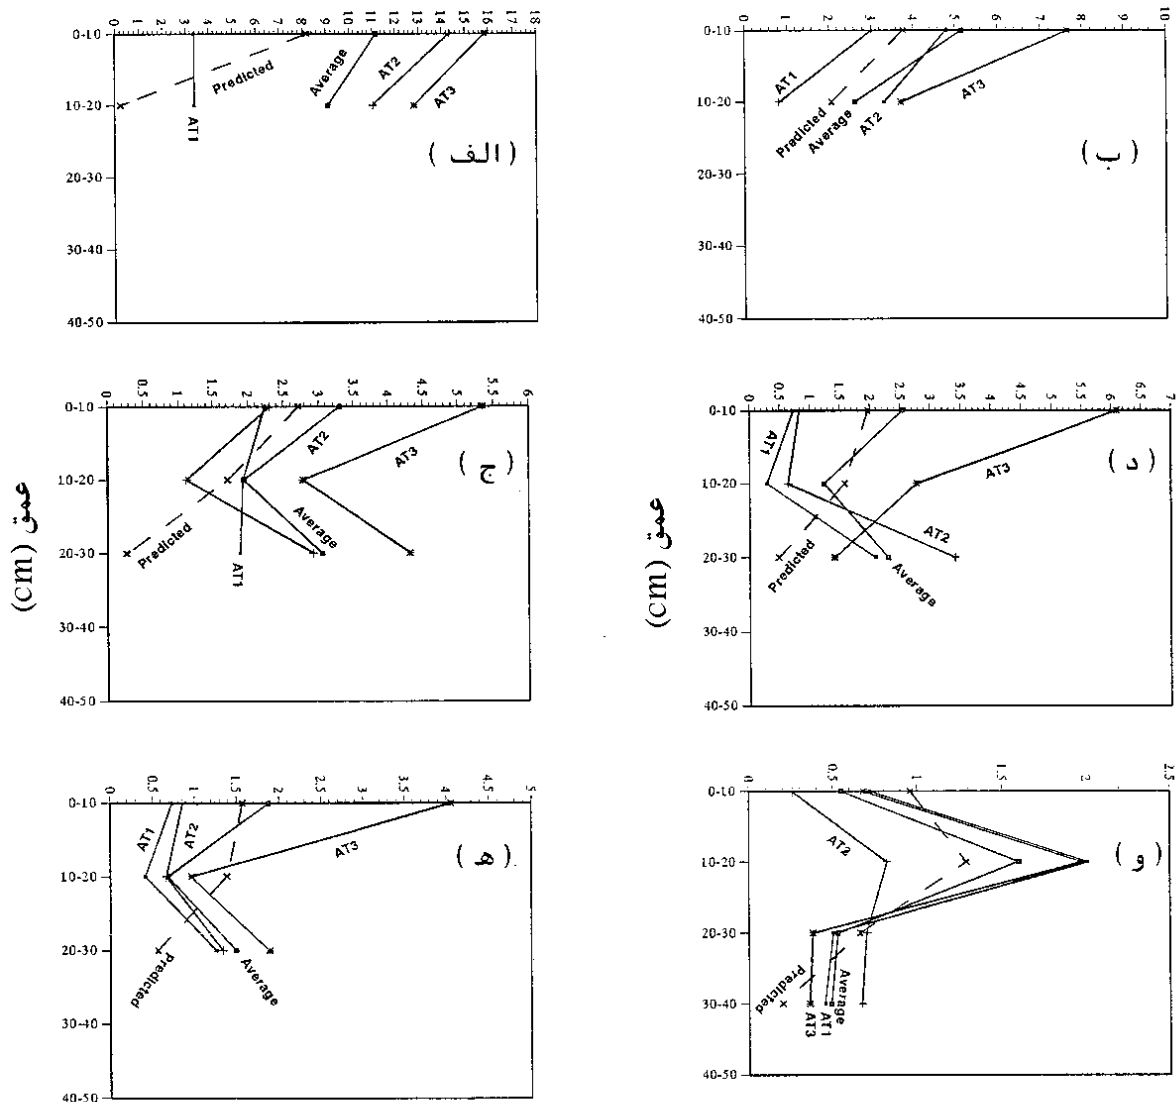 0 1 2 3 4 5 6 7 8 9 10 11 12 13 14 15 16 17 18
0-10
10-20
20-30
30-40
40-50
Predicted
AT1
Average
AT2
AT3
( الف )
0 1 2 3 4 5 6 7 8 9 10
0-10
10-20
20-30
30-40
40-50
AT1
Predicted
Average
AT2
AT3
( ب )
عمق (cm)
0 0.5 1 1.5 2 2.5 3 3.5 4 4.5 5 5.5 6
0-10
10-20
20-30
30-40
40-50
Predicted
AT1
Average
AT2
AT3
( ج )
عمق (cm)
0 0.5 1 1.5 2 2.5 3 3.5 4 4.5 5 5.5 6 6.5 7
0-10
10-20
20-30
30-40
40-50
AT1
Predicted
Average
AT2
AT3
( د )
0 0.5 1 1.5 2 2.5 3 3.5 4 4.5 5
0-10
10-20
20-30
30-40
40-50
AT1
AT2
AT3
Predicted
Average
( ه )
0 0.5 1 1.5 2 2.5
0-10
10-20
20-30
30-40
40-50
AT2
Predicted
AT3
AT1
Average
( و )